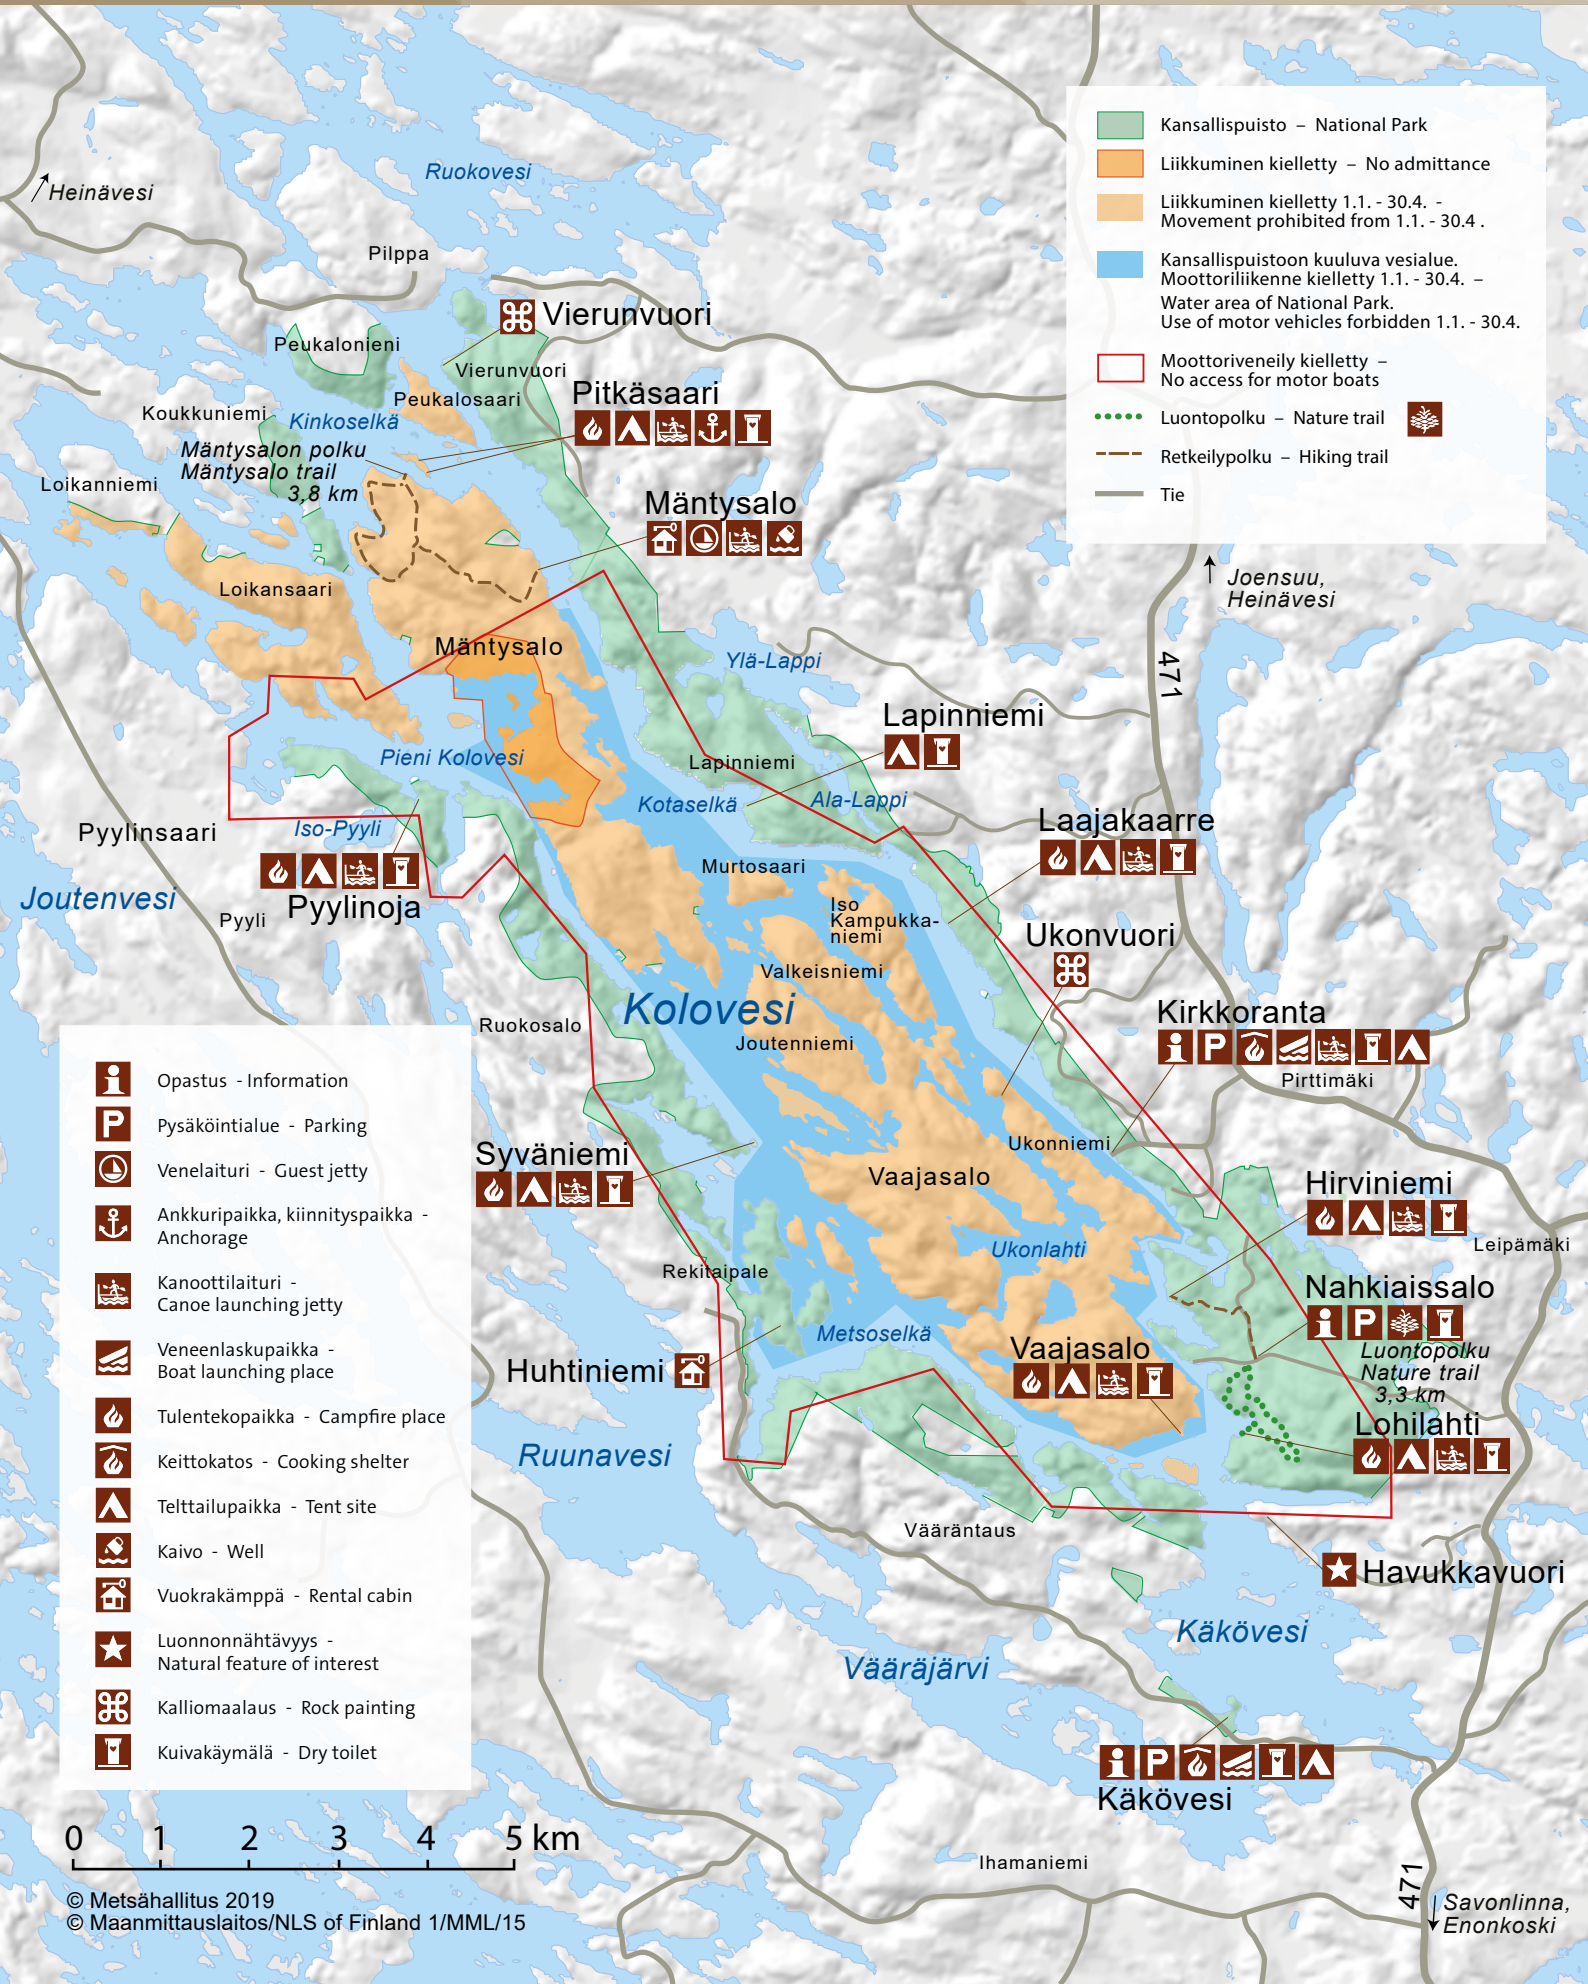 Kansallispuisto – National Park
Liikkuminen kielletty – No admittance
Liikkuminen kielletty 1.1. - 30.4. -
Movement prohibited from 1.1. - 30.4 .
Kansallispuistoon kuuluva vesialue.
Moottoriliikenne kielletty 1.1. - 30.4. –
Water area of National Park.
Use of motor vehicles forbidden 1.1. - 30.4.
Moottoriveneily kielletty –
No access for motor boats
Luontopolku – Nature trail
Retkeilypolku – Hiking trail
Tie
Ruokovesi
Heinävesi
Pilppa
Vierunvuori
Peukalonieni
Vierunvuori
Pitkäsaari
Peukalosaari
Koukkuniemi
Kinkoselkä
Mäntysalon polku
Mäntysalo trail
3,8 km
Loikanniemi
Mäntysalo
Joensuu,
Heinävesi
Loikansaari
Mäntysalo
Ylä-Lappi
471
Lapinniemi
Pieni Kolovesi
Lapinniemi
Kotaselkä
Ala-Lappi
Laajakaarre
Pyylinsaari
Iso-Pyyli
Murtosaari
Joutenvesi
Pyyli
Pyylinoja
Iso
Kampukka-
niemi
Ukonvuori
Valkeisniemi
Kolovesi
Kirkkoranta
Ruokosalo
Joutenniemi
Pirttimäki
Syväniemi
Ukonniemi
Vaajasalo
Hirviniemi
Leipämäki
Ukonlahti
Rekitaipale
Nahkiaissalo
Metsoselkä
Vaajasalo
Luontopolku
Nature trail
3,3 km
Huhtiniemi
Lohilahti
Ruunavesi
Vääräntaus
Havukkavuori
Käkövesi
Vääräjärvi
Käkövesi
Ihamaniemi
471
Savonlinna,
Enonkoski
P
P
P
Opastus - Information
P
Pysäköintialue - Parking
Venelaituri - Guest jetty
Ankkuripaikka, kiinnityspaikka -
Anchorage
Kanoottilaituri -
Canoe launching jetty
Veneenlaskupaikka -
Boat launching place
Tulentekopaikka - Campfire place
Keittokatos - Cooking shelter
Telttailupaikka - Tent site
Kaivo - Well
Vuokrakämppä - Rental cabin
Luonnonnähtävyys -
Natural feature of interest
Kalliomaalaus - Rock painting
Kuivakäymälä - Dry toilet
0 1 2 3 4 5 km
© Metsähallitus 2019
© Maanmittauslaitos/NLS of Finland 1/MML/15